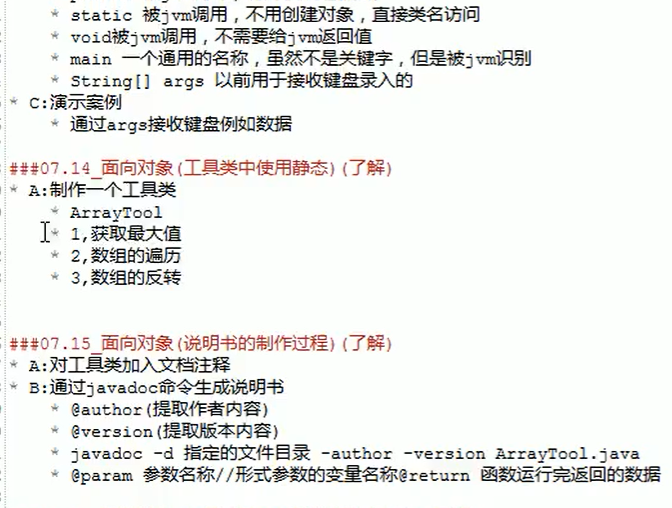 * static 被jvm调用，不用创建对象，直接类名访问
* void被jvm调用，不需要给jvm返回值
* main 一个通用的名称，虽然不是关键字，但是被jvm识别
* String[] args 以前用于接收键盘录入的
* C:演示案例
* 通过args接收键盘例如数据
###07.14_面向对象(工具类中使用静态)(了解)
* A:制作一个工具类
* ArrayTool
* 1,获取最大值
* 2,数组的遍历
* 3,数组的反转
###07.15_面向对象(说明书的制作过程)(了解)
* A:对工具类加入文档注释
* B:通过javadoc命令生成说明书
* @author(提取作者内容)
* @version(提取版本内容)
* javadoc -d 指定的文件目录 -author -version ArrayTool.java
* @param 参数名称//形式参数的变量名称@return 函数运行完返回的数据